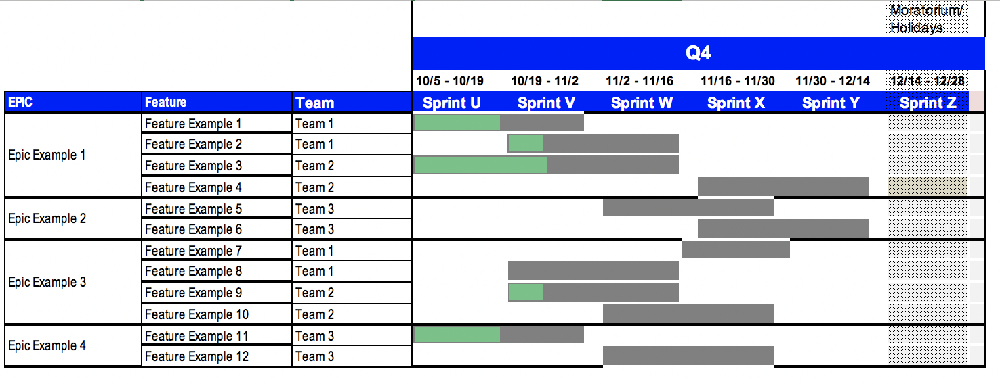 Moratorium/
Holidays
Q4
10/5 - 10/19 10/19 - 11/2 11/2 - 11/16 11/16 - 11/30 11/30 - 12/14 12/14 - 12/28
EPIC Feature Team Sprint U Sprint V Sprint W Sprint X Sprint Y Sprint Z
Epic Example 1
Feature Example 1 Team 1
Feature Example 2 Team 1
Feature Example 3 Team 2
Feature Example 4 Team 2
Epic Example 2
Feature Example 5 Team 3
Feature Example 6 Team 3
Epic Example 3
Feature Example 7 Team 1
Feature Example 8 Team 1
Feature Example 9 Team 2
Feature Example 10 Team 2
Epic Example 4
Feature Example 11 Team 3
Feature Example 12 Team 3